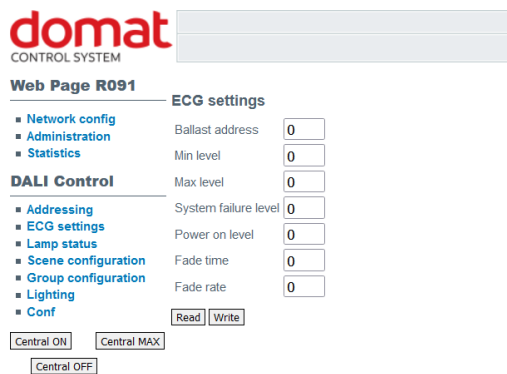 domat
CONTROL SYSTEM
Web Page R091
Network config
Administration
Statistics
DALI Control
Addressing
ECG settings
Lamp status
Scene configuration
Group configuration
Lighting
Conf
Central ON Central MAX
Central OFF
ECG settings
Ballast address 0
Min level 0
Max level 0
System failure level 0
Power on level 0
Fade time 0
Fade rate 0
Read Write